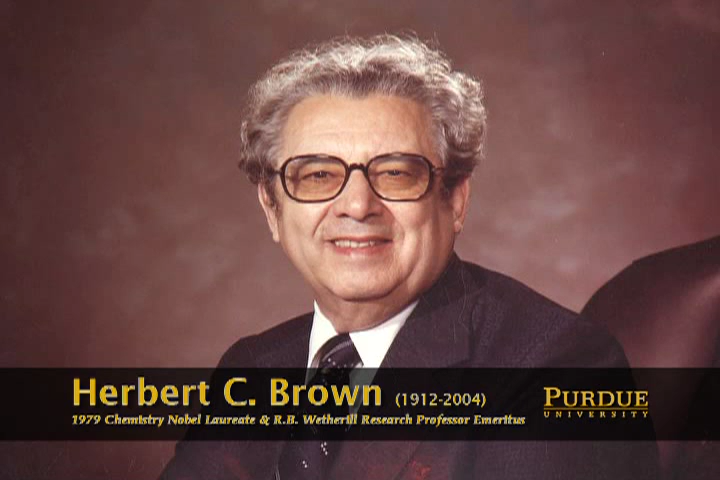 Herbert C. Brown (1912-2004)
1979 Chemistry Nobel Laureate & R.B. Wetherill Research Professor Emeritus
PURDUE
UNIVERSITY